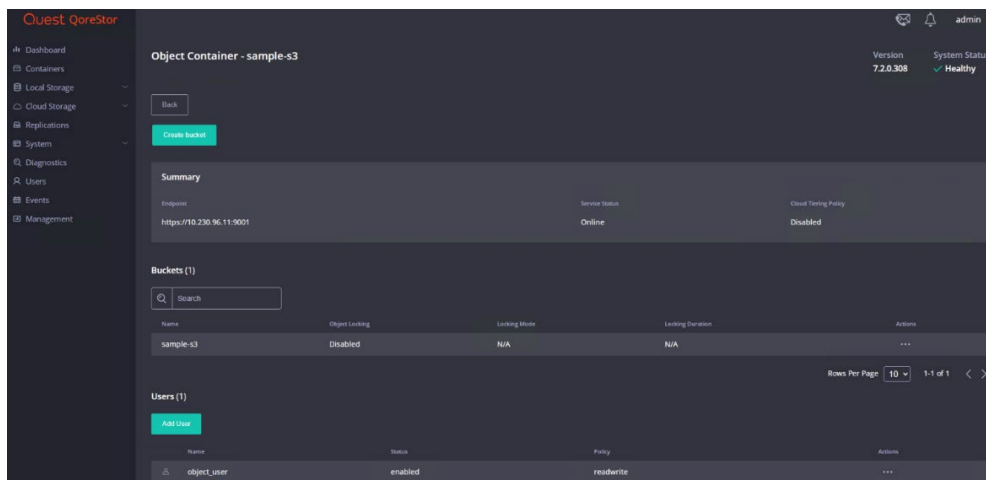 Quest QoreStor
admin
Dashboard
Containers
Local Storage
Cloud Storage
Replications
System
Diagnostics
Users
Events
Management
Object Container - sample-s3
Version
7.2.0.308
System Statu
Healthy
Back
Create bucket
Summary
Endpoint
Service Status
Cloud Tiering Policy
https://10.230.96.11:9001
Online
Disabled
Buckets (1)
Search
Name
Object Locking
Locking Mode
Locking Duration
Actions
sample-s3
Disabled
N/A
N/A
...
Rows Per Page
10
1-1 of 1
Users (1)
Add User
Name
Status
Policy
Actions
object_user
enabled
readwrite
...